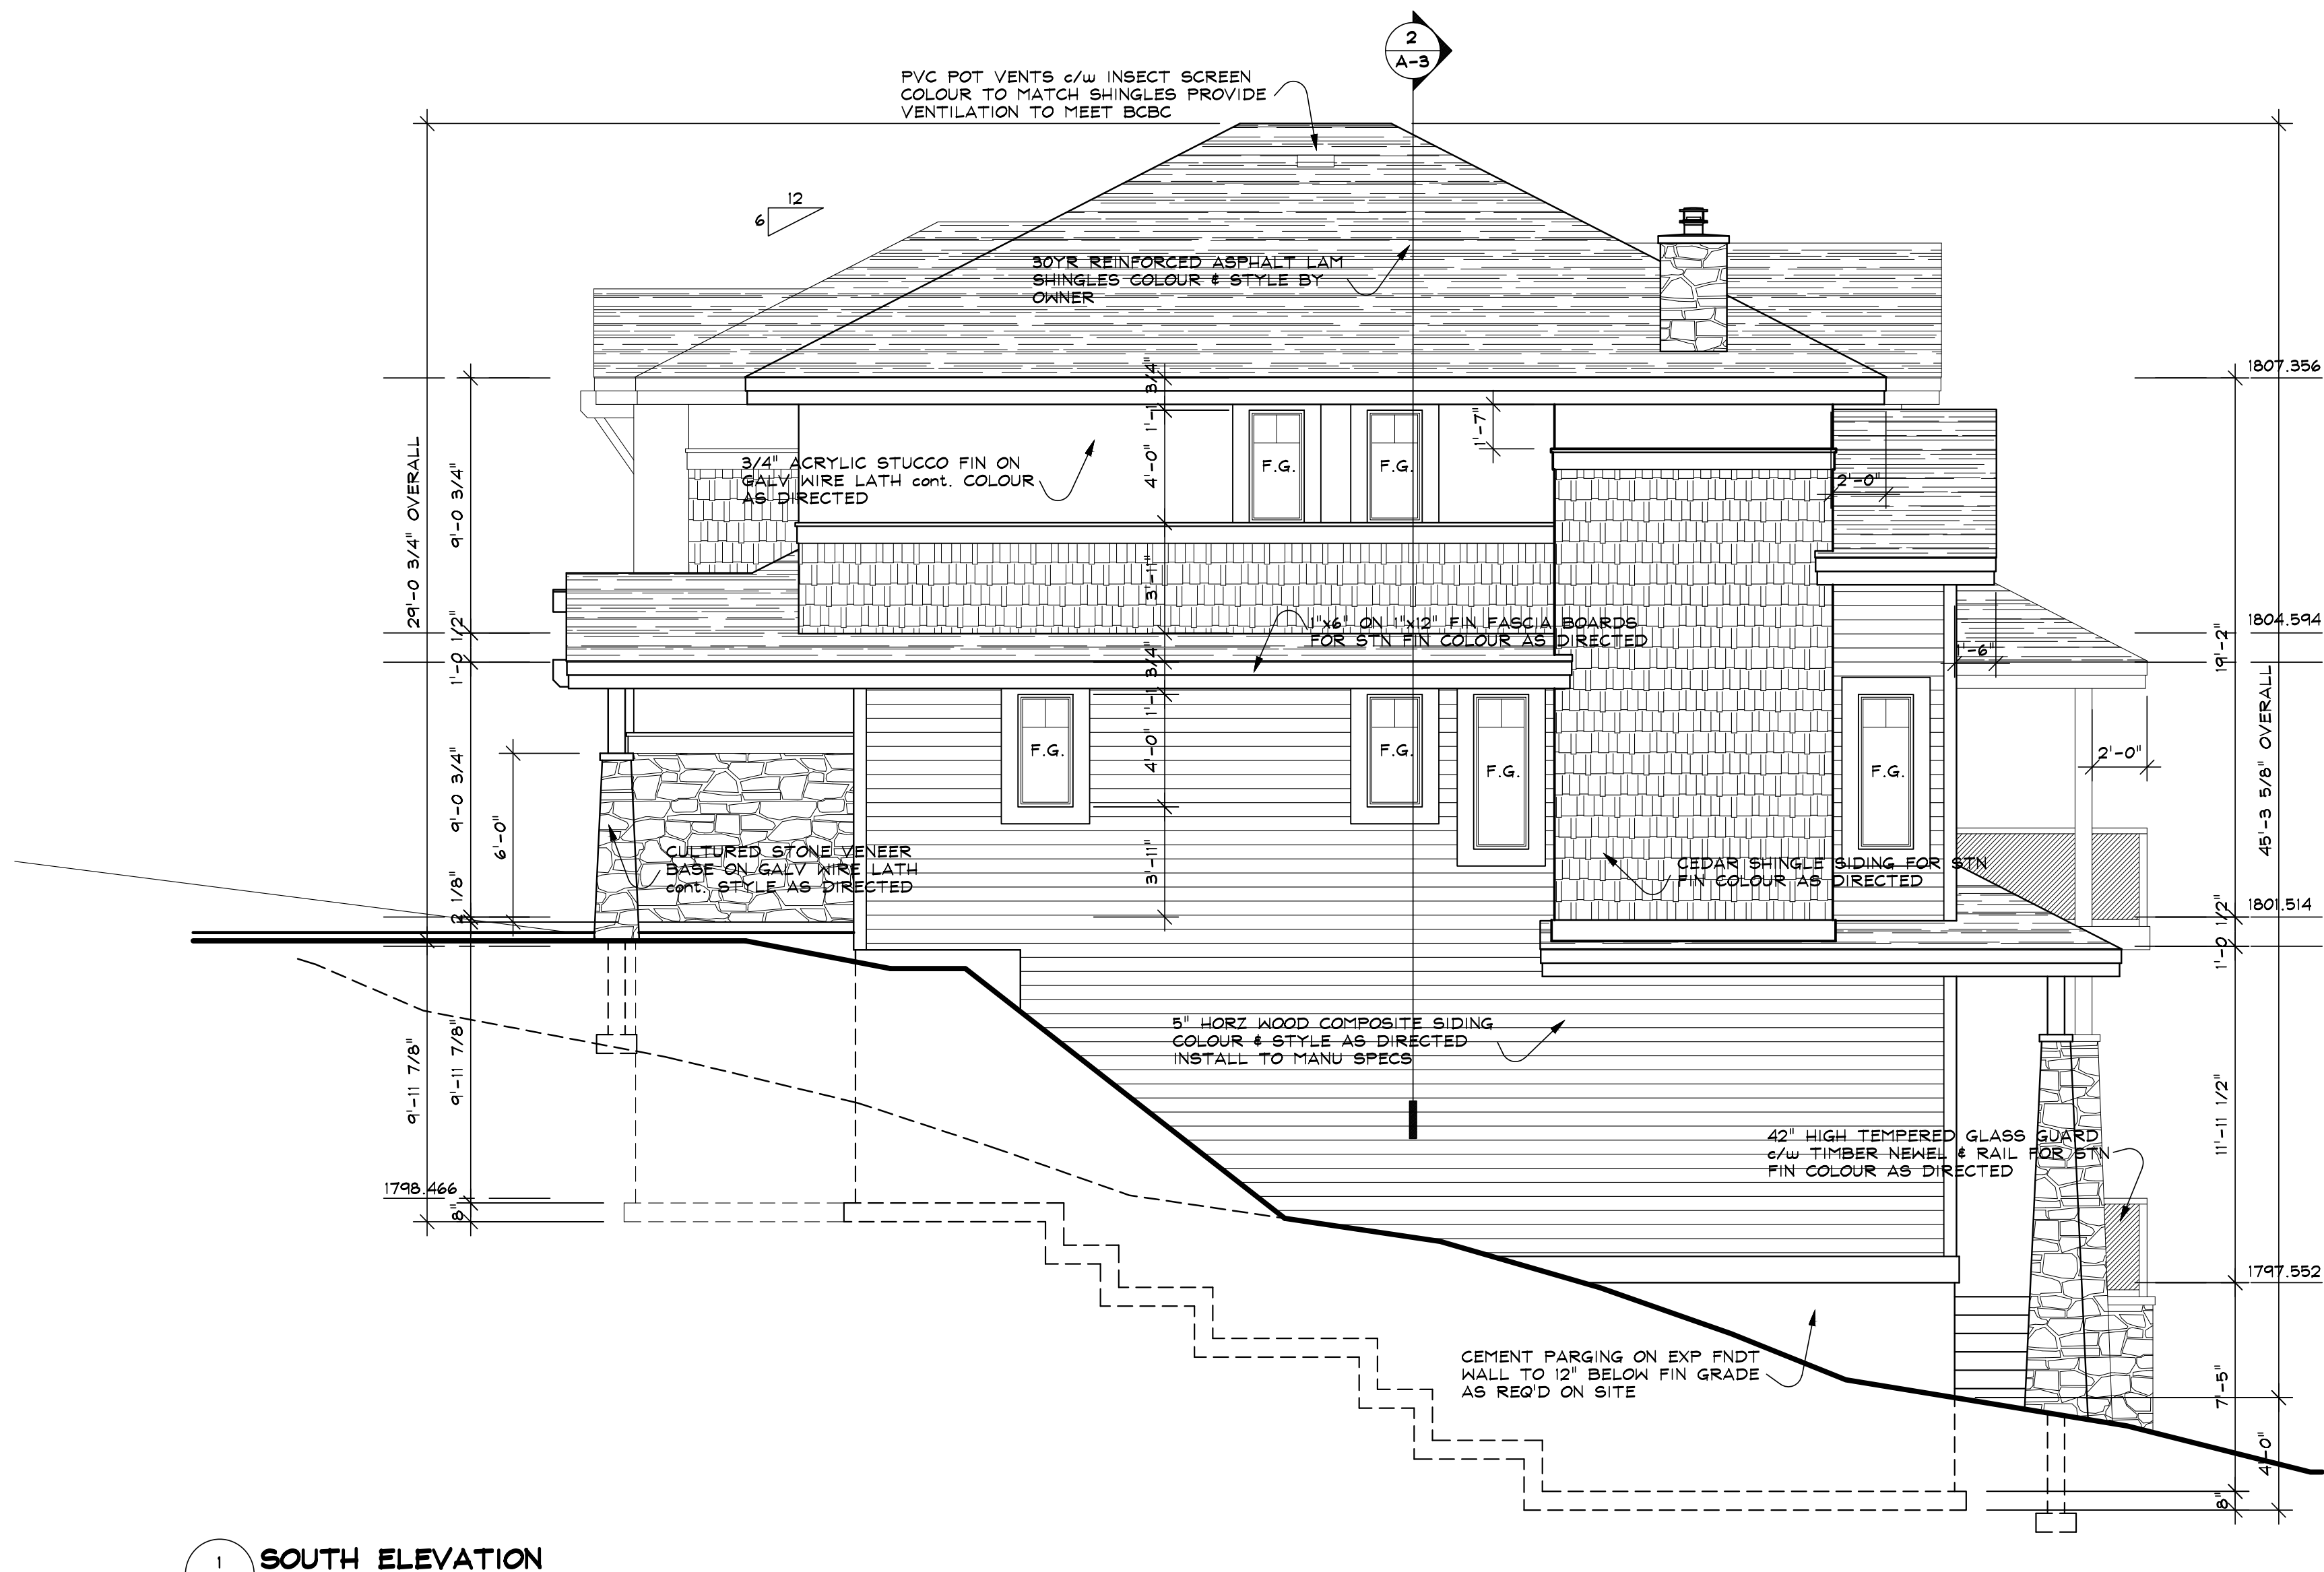 2
A-3
PVC POT VENTS c/w INSECT SCREEN
COLOUR TO MATCH SHINGLES PROVIDE
VENTILATION TO MEET BCBC
12
6
30YR REINFORCED ASPHALT LAM
SHINGLES COLOUR & STYLE BY
OWNER
1807.356
29'-0 3/4" OVERALL
9'-0 3/4"
1'-1 3/4"
4'-0"
1'-7"
F.G.
F.G.
3/4" ACRYLIC STUCCO FIN ON
GALV WIRE LATH cont. COLOUR
AS DIRECTED
2'-0"
3'-11"
1"x6" ON 1"x12" FIN FASCIA BOARDS
FOR STN FIN COLOUR AS DIRECTED
1804.594
1'-0 1/2"
1'-1 3/4"
1'-6"
19'-2"
45'-3 5/8" OVERALL
9'-0 3/4"
6'-0"
4'-0"
F.G.
F.G.
F.G.
F.G.
2'-0"
CULTURED STONE VENEER
BASE ON GALV WIRE LATH
cont. STYLE AS DIRECTED
3'-11"
CEDAR SHINGLE SIDING FOR STN
FIN COLOUR AS DIRECTED
2 1/8"
1801.514
1'-0 1/2"
9'-11 7/8"
9'-11 7/8"
5" HORZ WOOD COMPOSITE SIDING
COLOUR & STYLE AS DIRECTED
INSTALL TO MANU SPECS
11'-11 1/2"
42" HIGH TEMPERED GLASS GUARD
c/w TIMBER NEWEL & RAIL FOR STN
FIN COLOUR AS DIRECTED
1798.466
8"
1797.552
CEMENT PARGING ON EXP FNDT
WALL TO 12" BELOW FIN GRADE
AS REQ'D ON SITE
7'-5"
4'-0"
8"
1
SOUTH ELEVATION